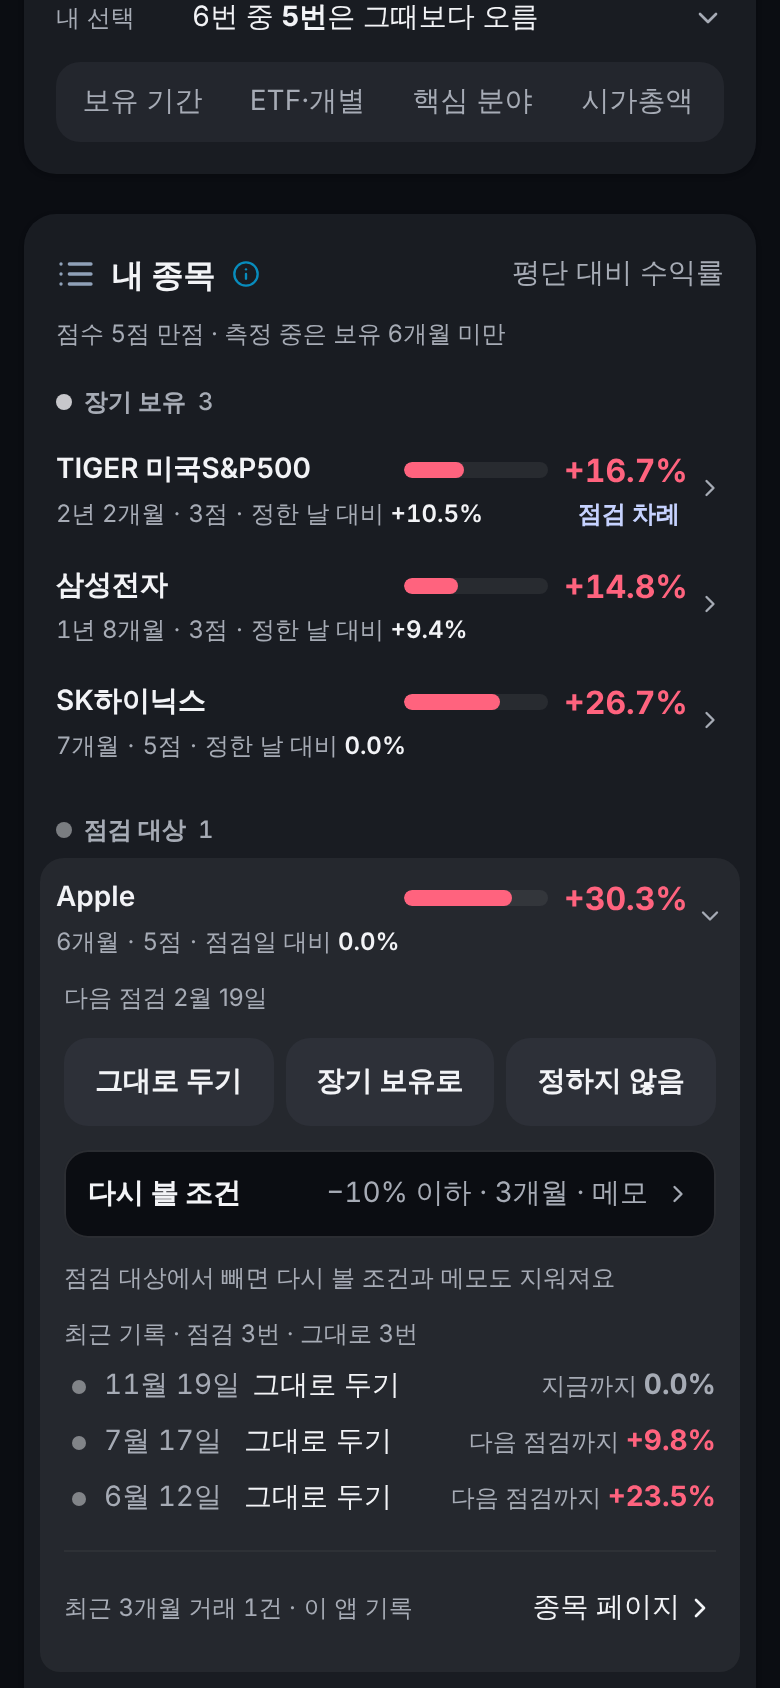 내 선택 6번 중 5번은 그때보다 오름
보유 기간 ETF·개별 핵심 분야 시가총액
내 종목 평단 대비 수익률
점수 5점 만점 · 측정 중은 보유 6개월 미만
장기 보유 3
TIGER 미국S&P500 +16.7%
2년 2개월 · 3점 · 정한 날 대비 +10.5% 점검 차례
삼성전자 +14.8%
1년 8개월 · 3점 · 정한 날 대비 +9.4%
SK하이닉스 +26.7%
7개월 · 5점 · 정한 날 대비 0.0%
점검 대상 1
Apple +30.3%
6개월 · 5점 · 점검일 대비 0.0%
다음 점검 2월 19일
그대로 두기 장기 보유로 정하지 않음
다시 볼 조건 −10% 이하 · 3개월 · 메모
점검 대상에서 빼면 다시 볼 조건과 메모도 지워져요
최근 기록 · 점검 3번 · 그대로 3번
11월 19일 그대로 두기 지금까지 0.0%
7월 17일 그대로 두기 다음 점검까지 +9.8%
6월 12일 그대로 두기 다음 점검까지 +23.5%
최근 3개월 거래 1건 · 이 앱 기록 종목 페이지